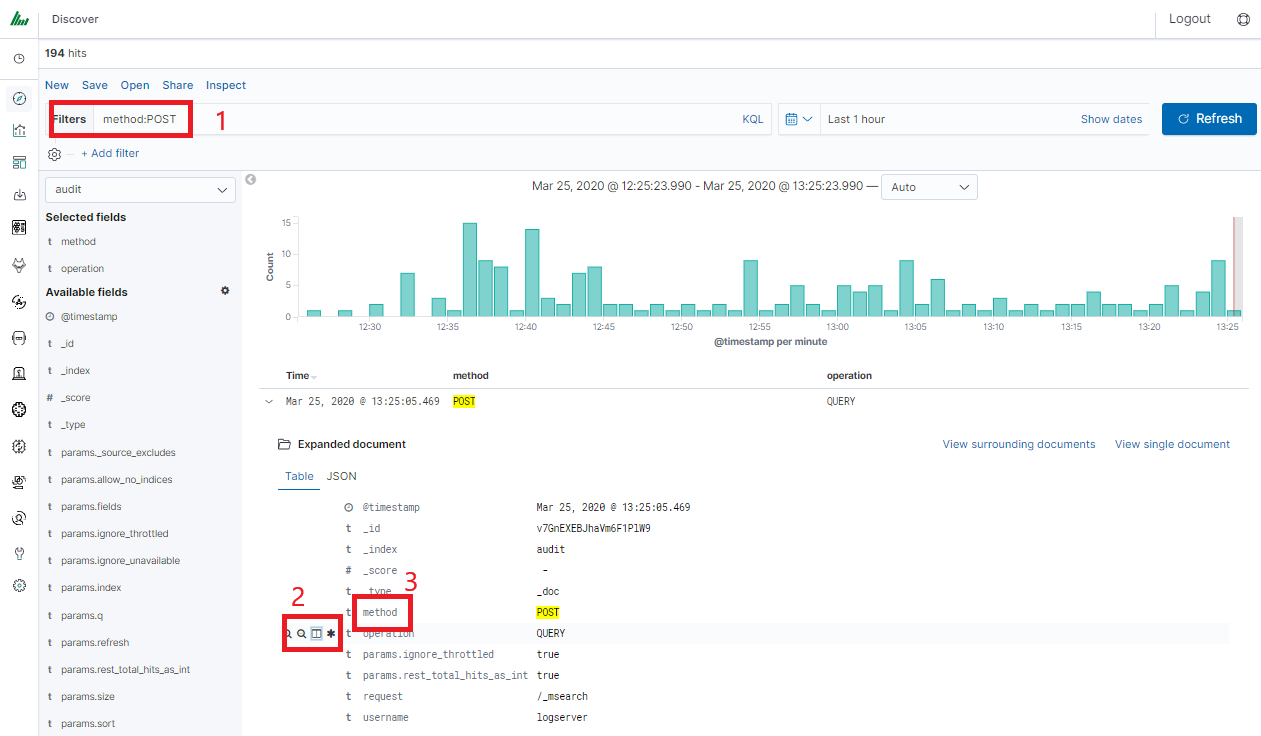 Discover
Logout
194 hits
New Save Open Share Inspect
Filters method:POST 1 KQL Last 1 hour Show dates Refresh
+ Add filter
audit
Selected fields
t method
t operation
Available fields
@timestamp
t _id
t _index
# _score
t _type
t params._source_excludes
t params.allow_no_indices
t params.fields
t params.ignore_throttled
t params.ignore_unavailable
t params.index
t params.q
t params.refresh
t params.rest_total_hits_as_int
t params.size
t params.sort
Mar 25, 2020 @ 12:25:23.990 - Mar 25, 2020 @ 13:25:23.990 — Auto
Count
15
10
5
0
12:30 12:35 12:40 12:45 12:50 12:55 13:00 13:05 13:10 13:15 13:20 13:25
@timestamp per minute
Time method operation
Mar 25, 2020 @ 13:25:05.469 POST QUERY
Expanded document View surrounding documents View single document
Table JSON
@timestamp Mar 25, 2020 @ 13:25:05.469
t _id v7GnEXEBJhaVm6F1PlW9
t _index audit
# _score -
t _type _doc
2 3
t method POST
t operation QUERY
t params.ignore_throttled true
t params.rest_total_hits_as_int true
t request /_msearch
t username logserver